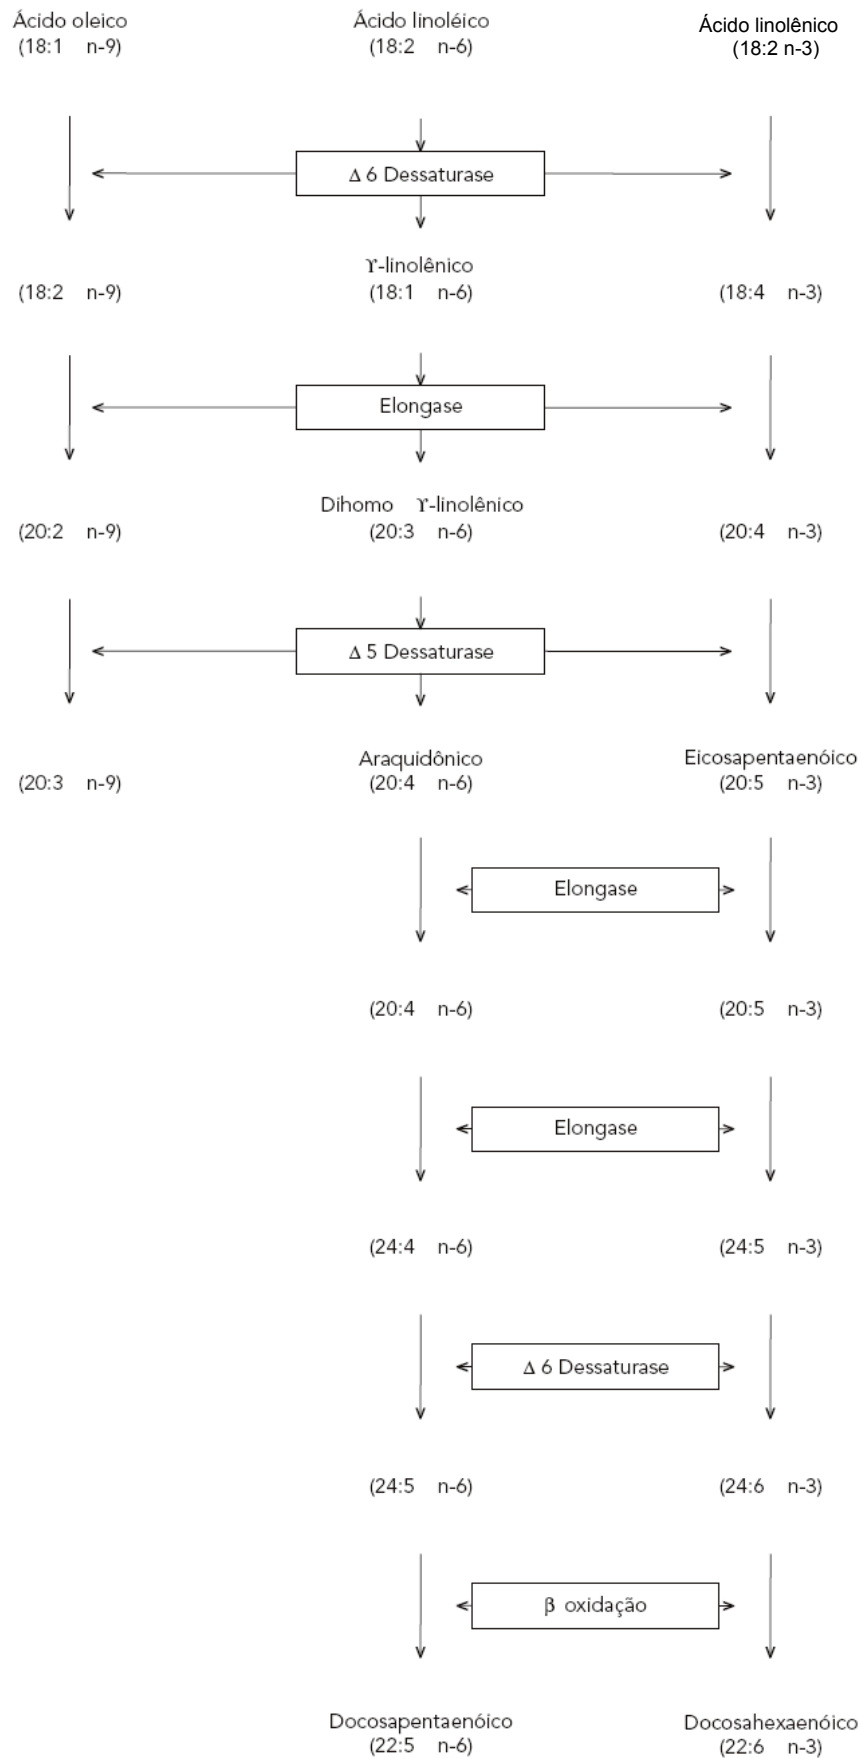 Ácido oleico
(18:1 n-9)
Ácido linoléico
(18:2 n-6)
Ácido linolênico
(18:2 n-3)
Δ 6 Dessaturase
(18:2 n-9)
ϒ-linolênico
(18:1 n-6)
(18:4 n-3)
Elongase
(20:2 n-9)
Dihomo ϒ-linolênico
(20:3 n-6)
(20:4 n-3)
Δ 5 Dessaturase
(20:3 n-9)
Araquidônico
(20:4 n-6)
Eicosapentaenóico
(20:5 n-3)
Elongase
(20:4 n-6)
(20:5 n-3)
Elongase
(24:4 n-6)
(24:5 n-3)
Δ 6 Dessaturase
(24:5 n-6)
(24:6 n-3)
β oxidação
Docosapentaenóico
(22:5 n-6)
Docosahexaenóico
(22:6 n-3)